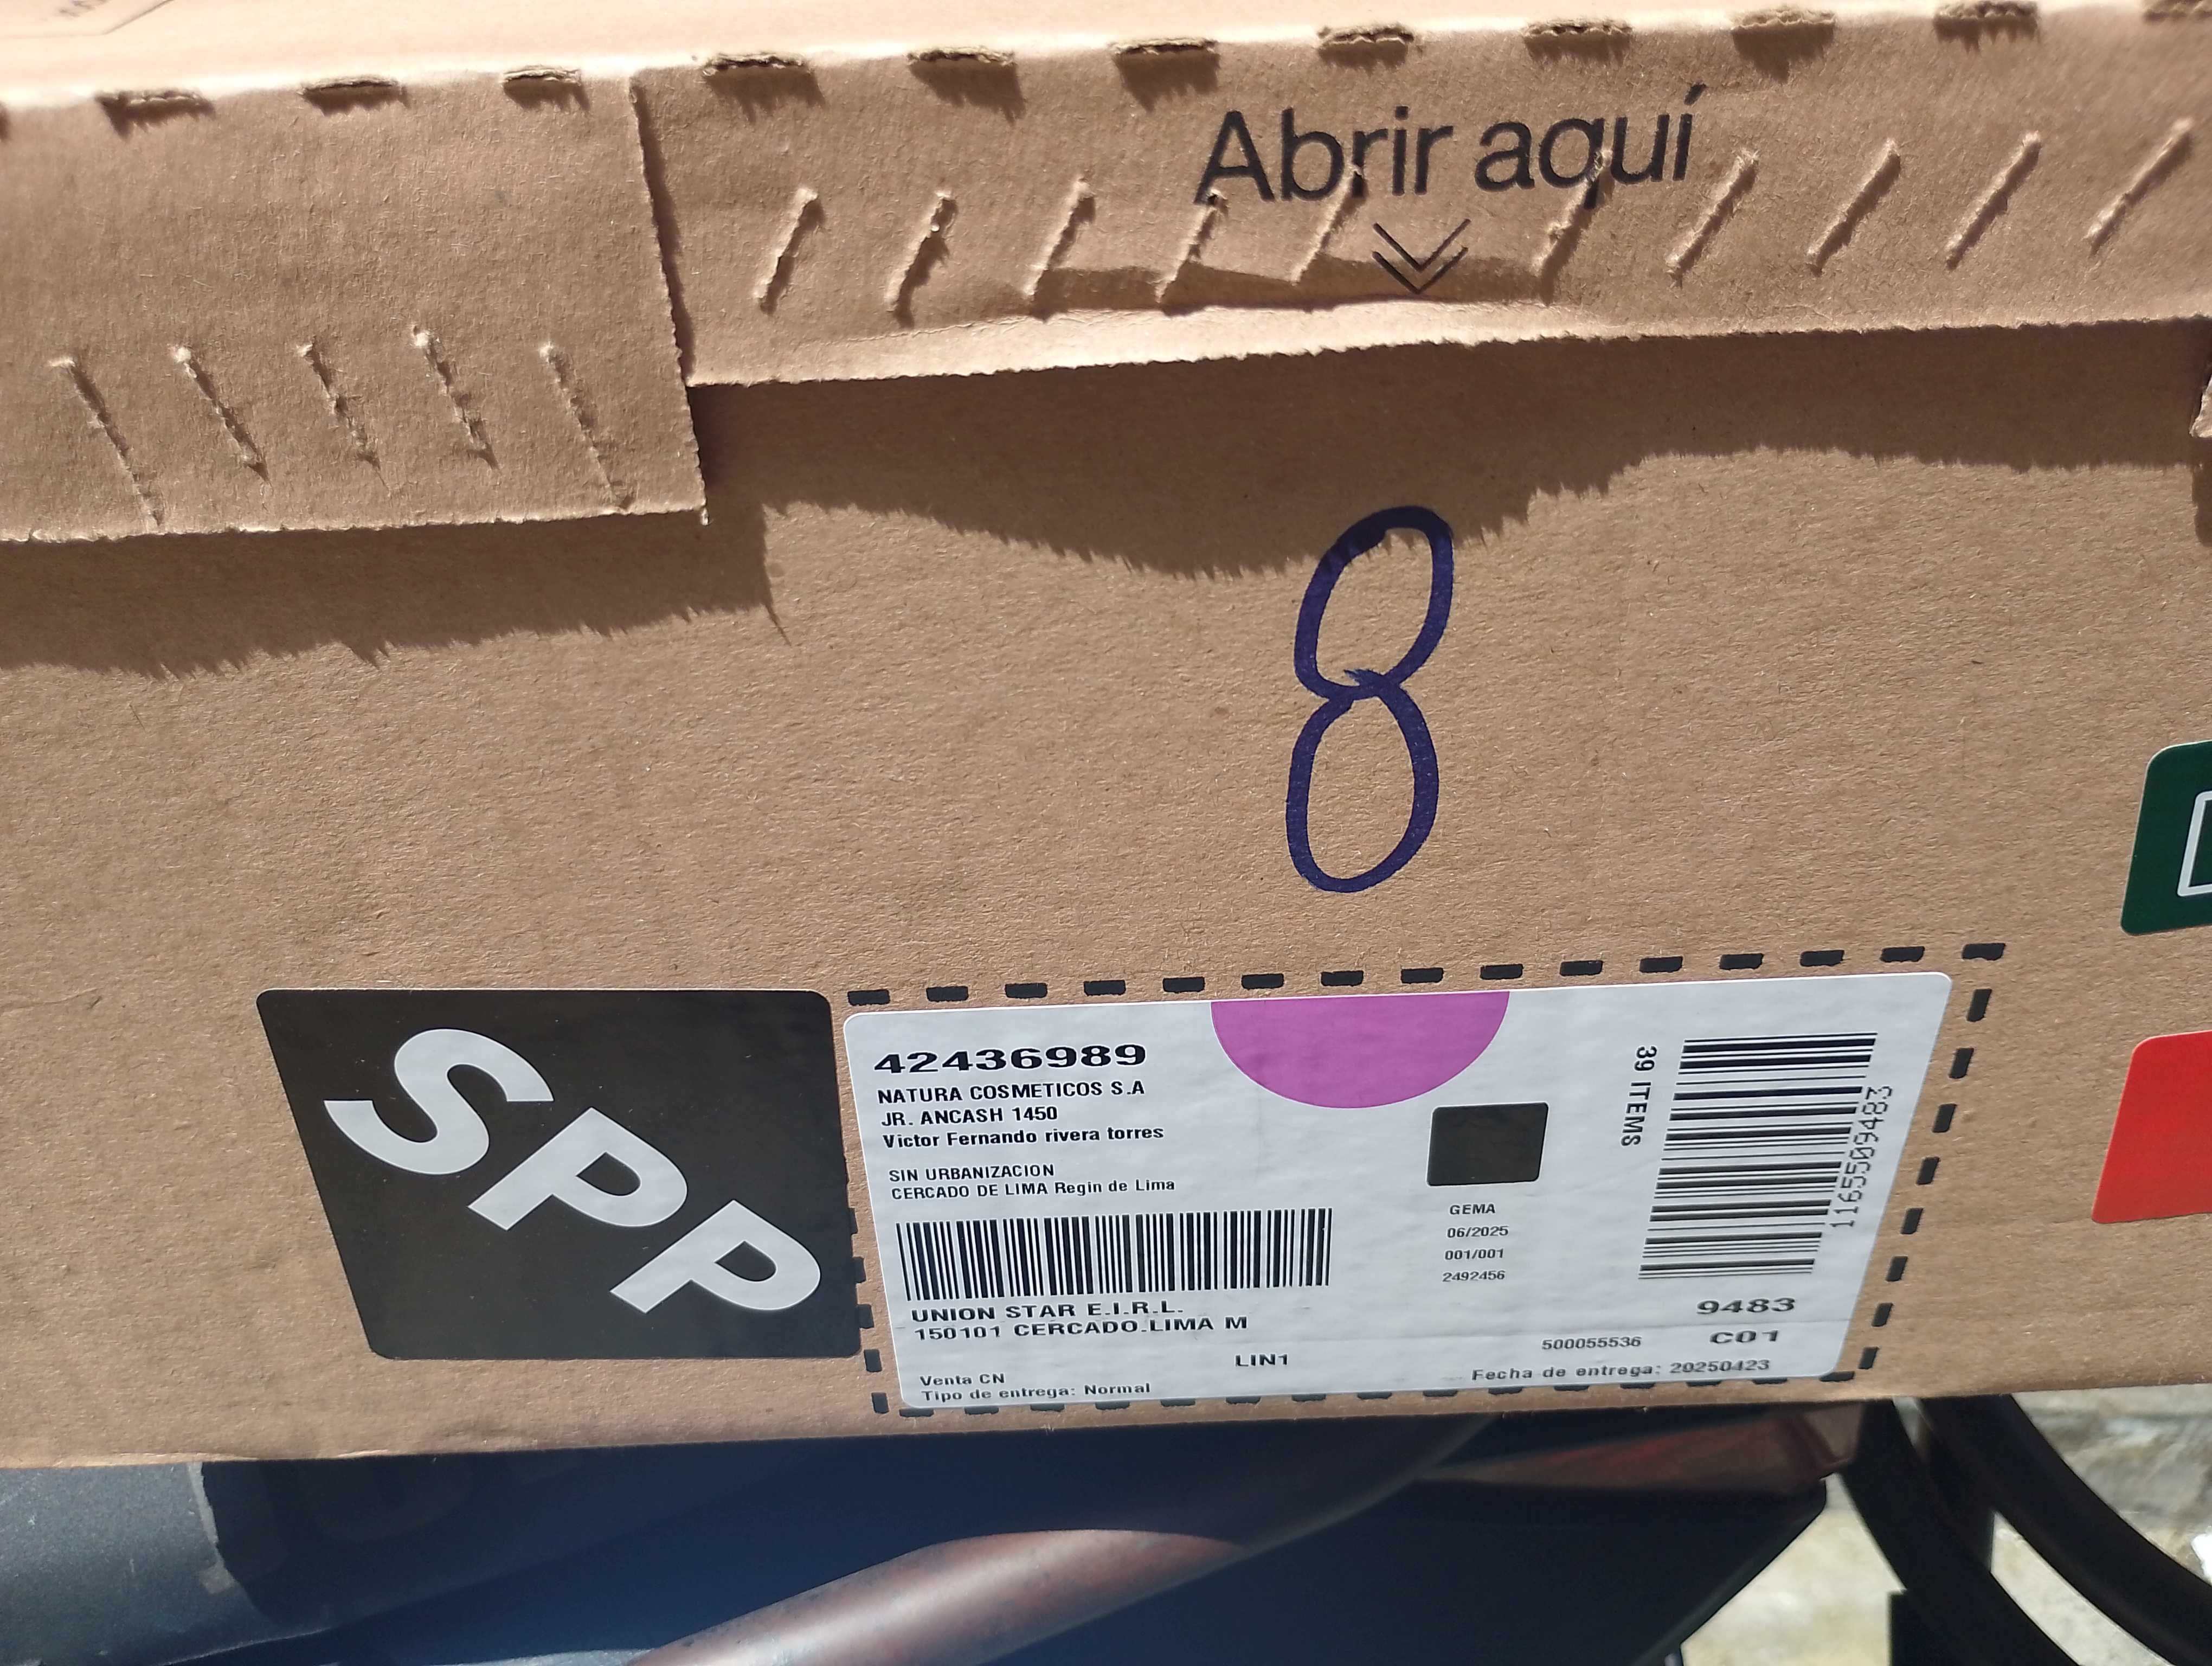 Abrir aquí
8
SPP
42436989
NATURA COSMETICOS S.A
JR. ANCASH 1450
Victor Fernando rivera torres
SIN URBANIZACION
CERCADO DE LIMA Regin de Lima
UNION STAR E.I.R.L.
150101 CERCADO.LIMA M
LIN1
Venta CN
Tipo de entrega: Normal
GEMA
06/2025
001/001
2492456
39 ITEMS
1165509483
9483
500055536 C01
Fecha de entrega: 20250423